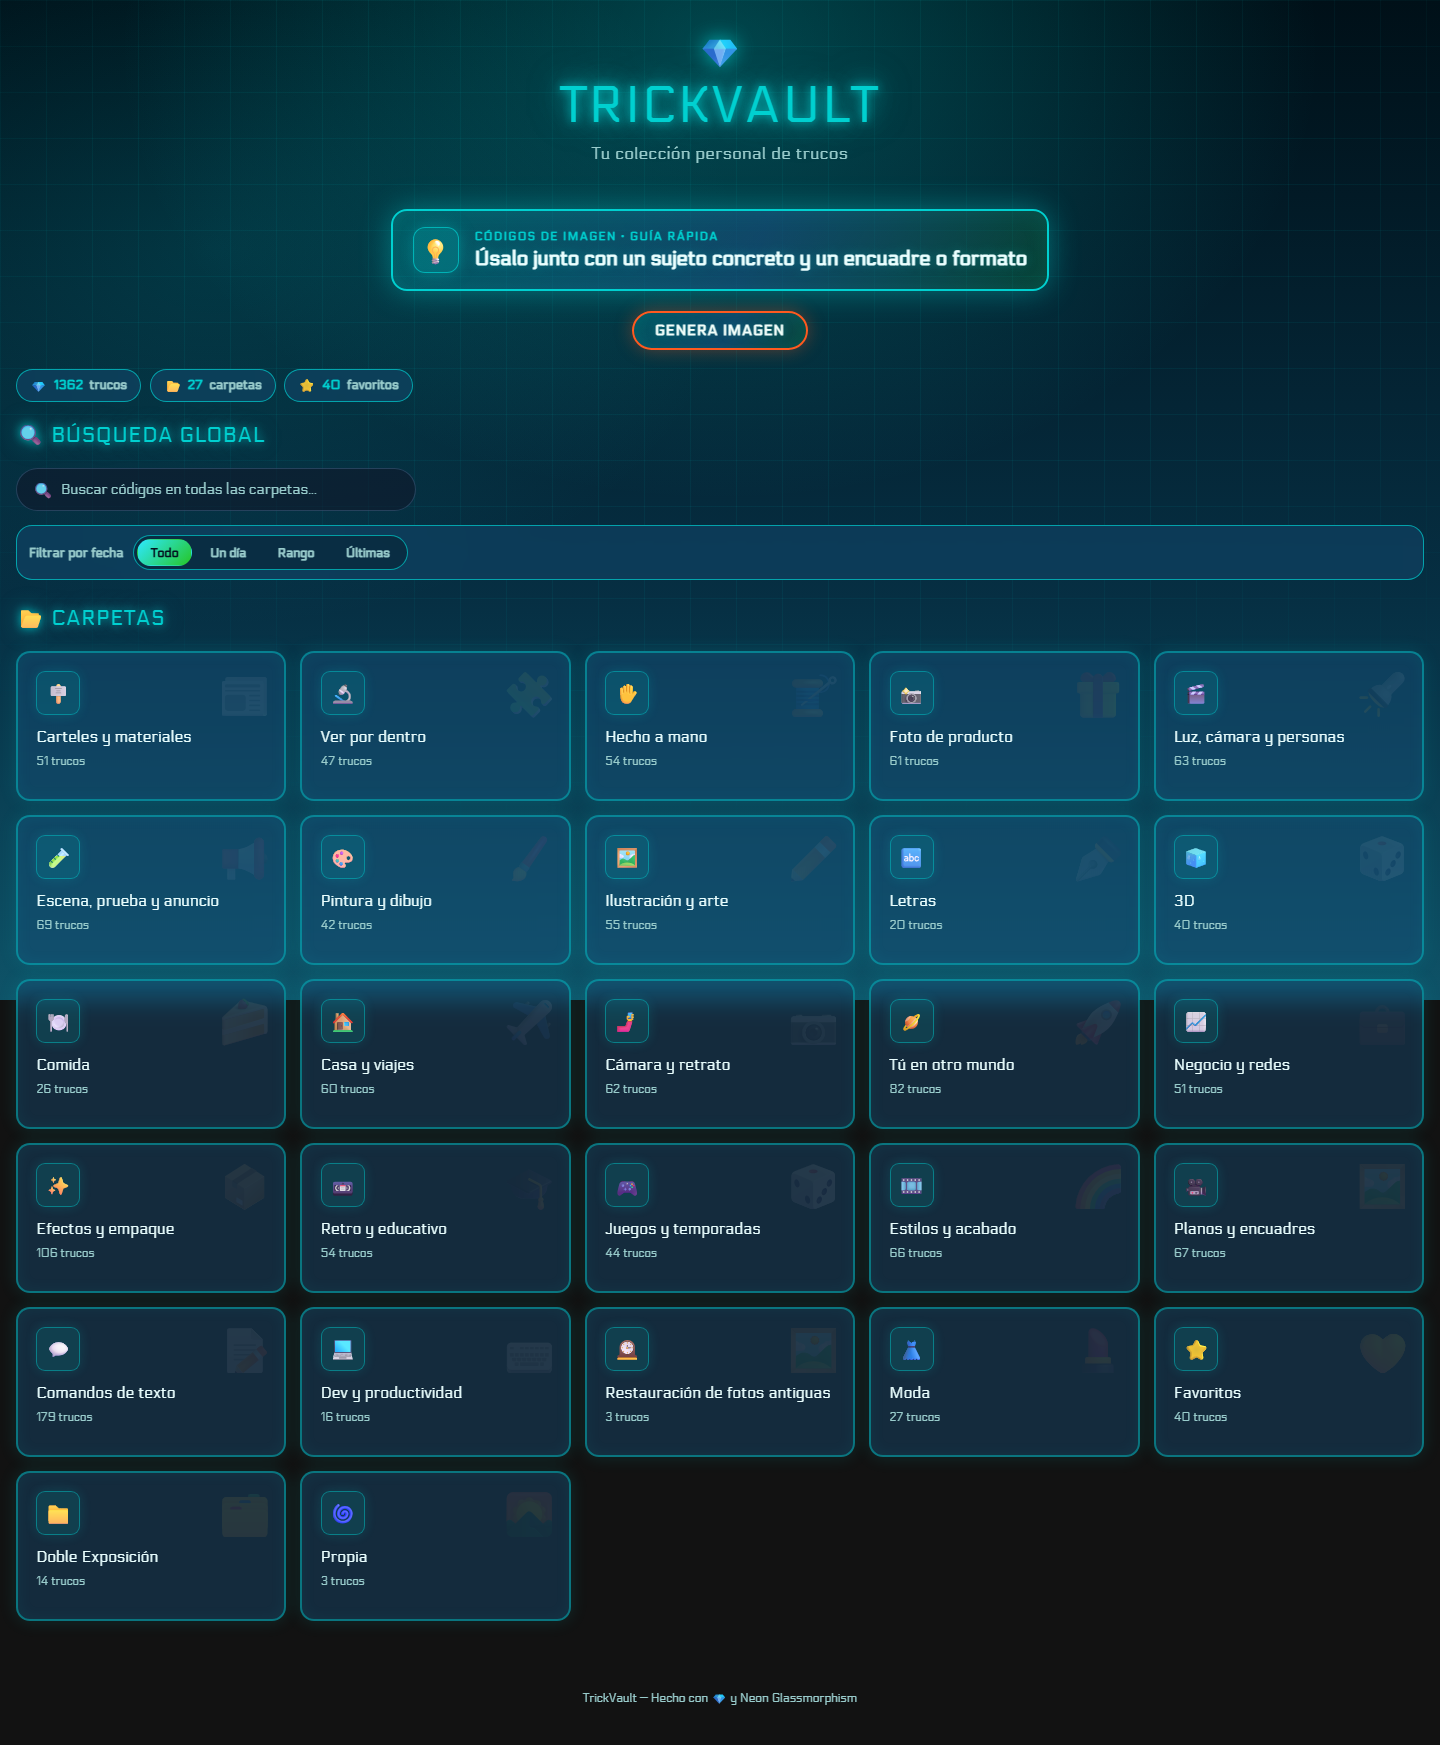 TRICKVAULT
Tu colección personal de trucos
CÓDIGOS DE IMAGEN • GUÍA RÁPIDA
Úsalo junto con un sujeto concreto y un encuadre o formato
GENERA IMAGEN
1362 trucos
27 carpetas
40 favoritos
BÚSQUEDA GLOBAL
Buscar códigos en todas las carpetas...
Filtrar por fecha
Todo
Un día
Rango
Últimas
CARPETAS
Carteles y materiales
51 trucos
Ver por dentro
47 trucos
Hecho a mano
54 trucos
Foto de producto
61 trucos
Luz, cámara y personas
63 trucos
Escena, prueba y anuncio
69 trucos
Pintura y dibujo
42 trucos
Ilustración y arte
55 trucos
abc
Letras
20 trucos
3D
40 trucos
Comida
26 trucos
Casa y viajes
60 trucos
Cámara y retrato
62 trucos
Tú en otro mundo
82 trucos
Negocio y redes
51 trucos
Efectos y empaque
106 trucos
Retro y educativo
54 trucos
Juegos y temporadas
44 trucos
Estilos y acabado
66 trucos
Planos y encuadres
67 trucos
Comandos de texto
179 trucos
Dev y productividad
16 trucos
Restauración de fotos antiguas
3 trucos
Moda
27 trucos
Favoritos
40 trucos
Doble Exposición
14 trucos
Propia
3 trucos
TrickVault — Hecho con 💎 y Neon Glassmorphism